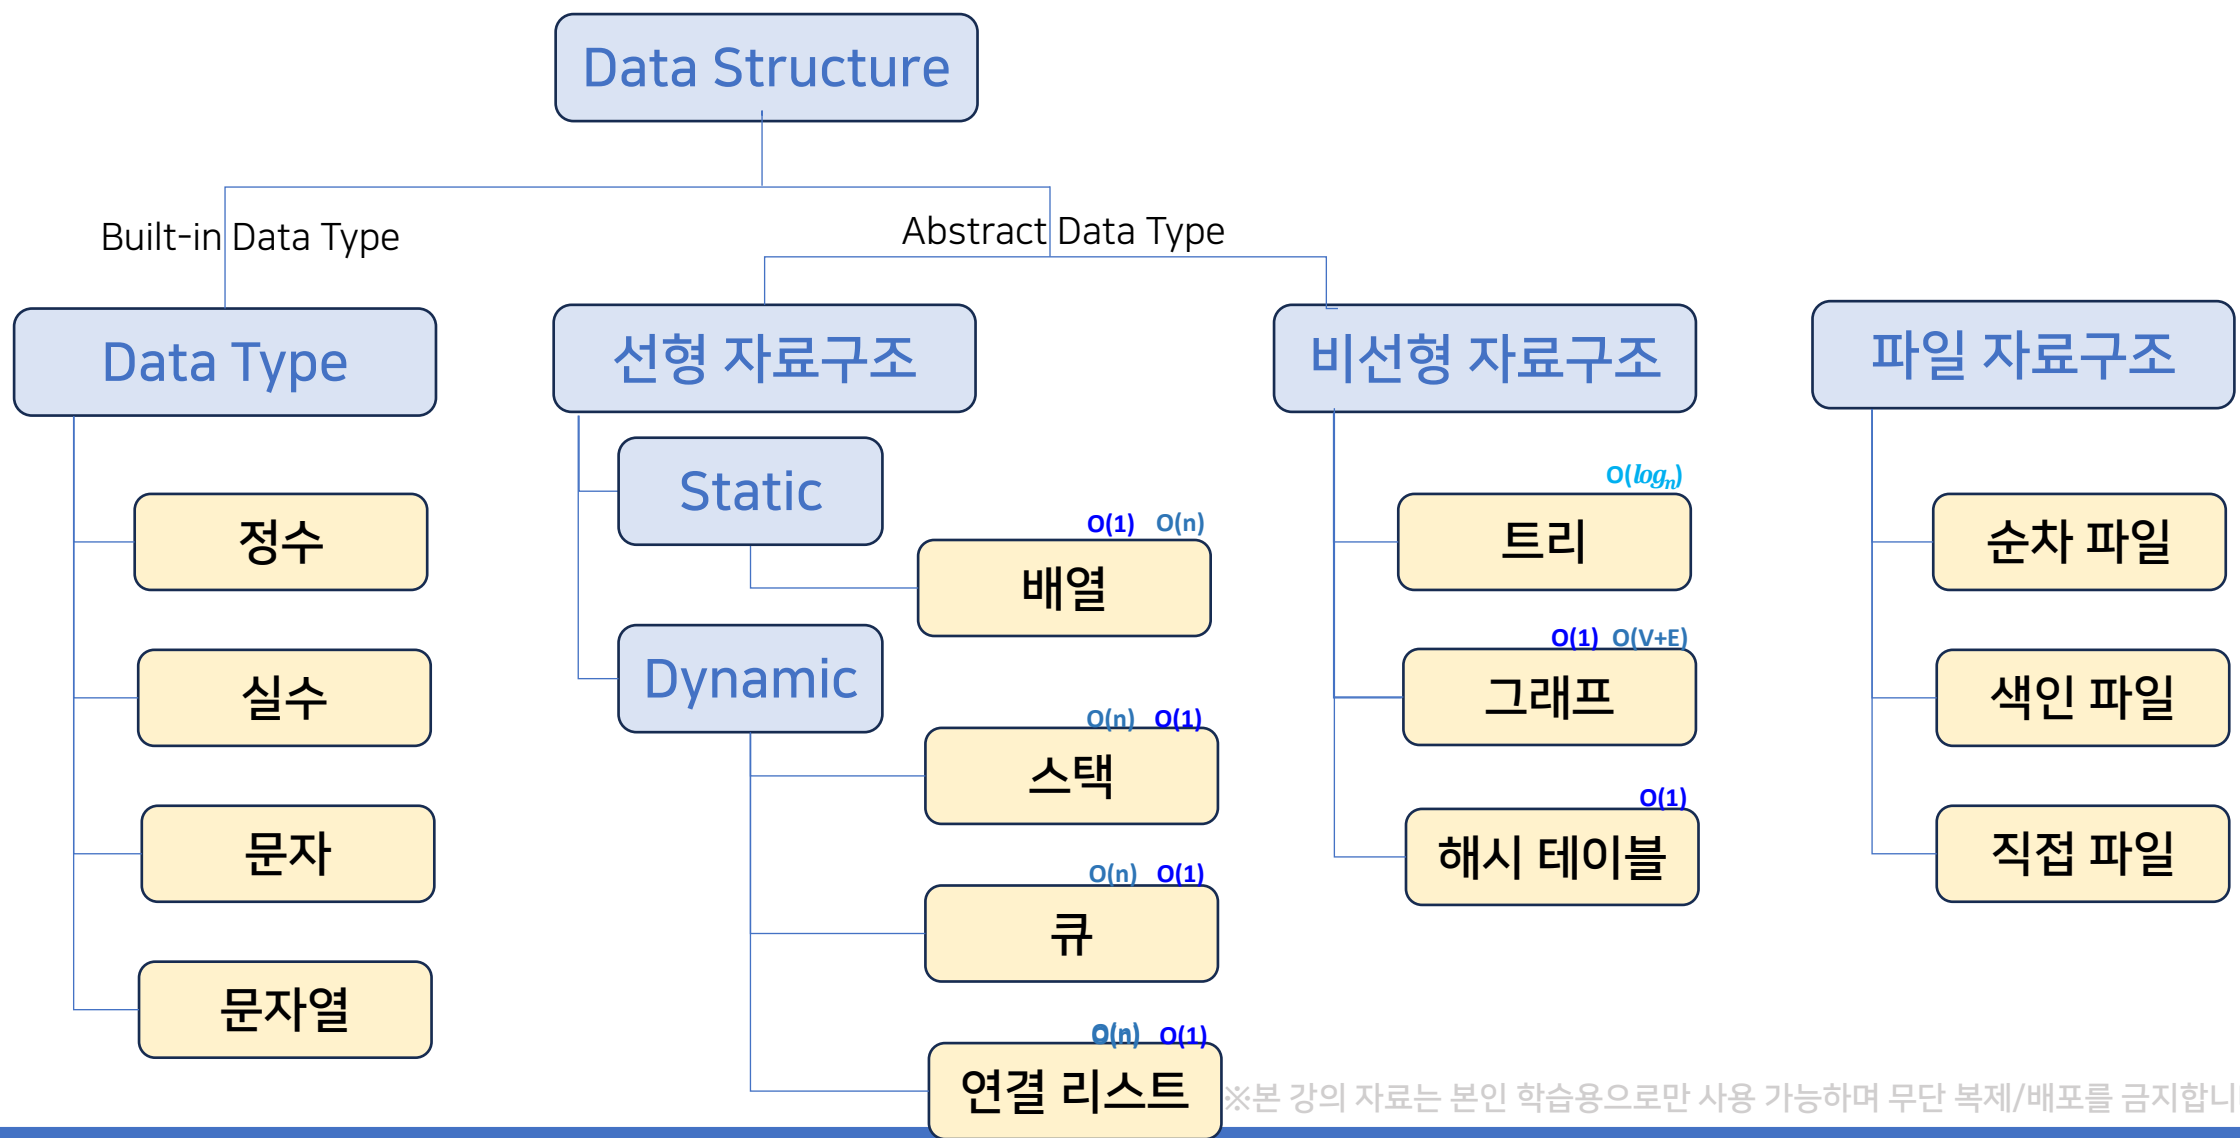 Data Structure
Built-in Data Type
Abstract Data Type
Data Type
선형 자료구조
비선형 자료구조
파일 자료구조
정수
실수
문자
문자열
Static
O(1) O(n)
배열
Dynamic
O(n) O(1)
스택
O(n) O(1)
큐
O(n) O(1)
연결 리스트
O(logn)
트리
O(1) O(V+E)
그래프
O(1)
해시 테이블
순차 파일
색인 파일
직접 파일
※본 강의 자료는 본인 학습용으로만 사용 가능하며 무단 복제/배포를 금지합니